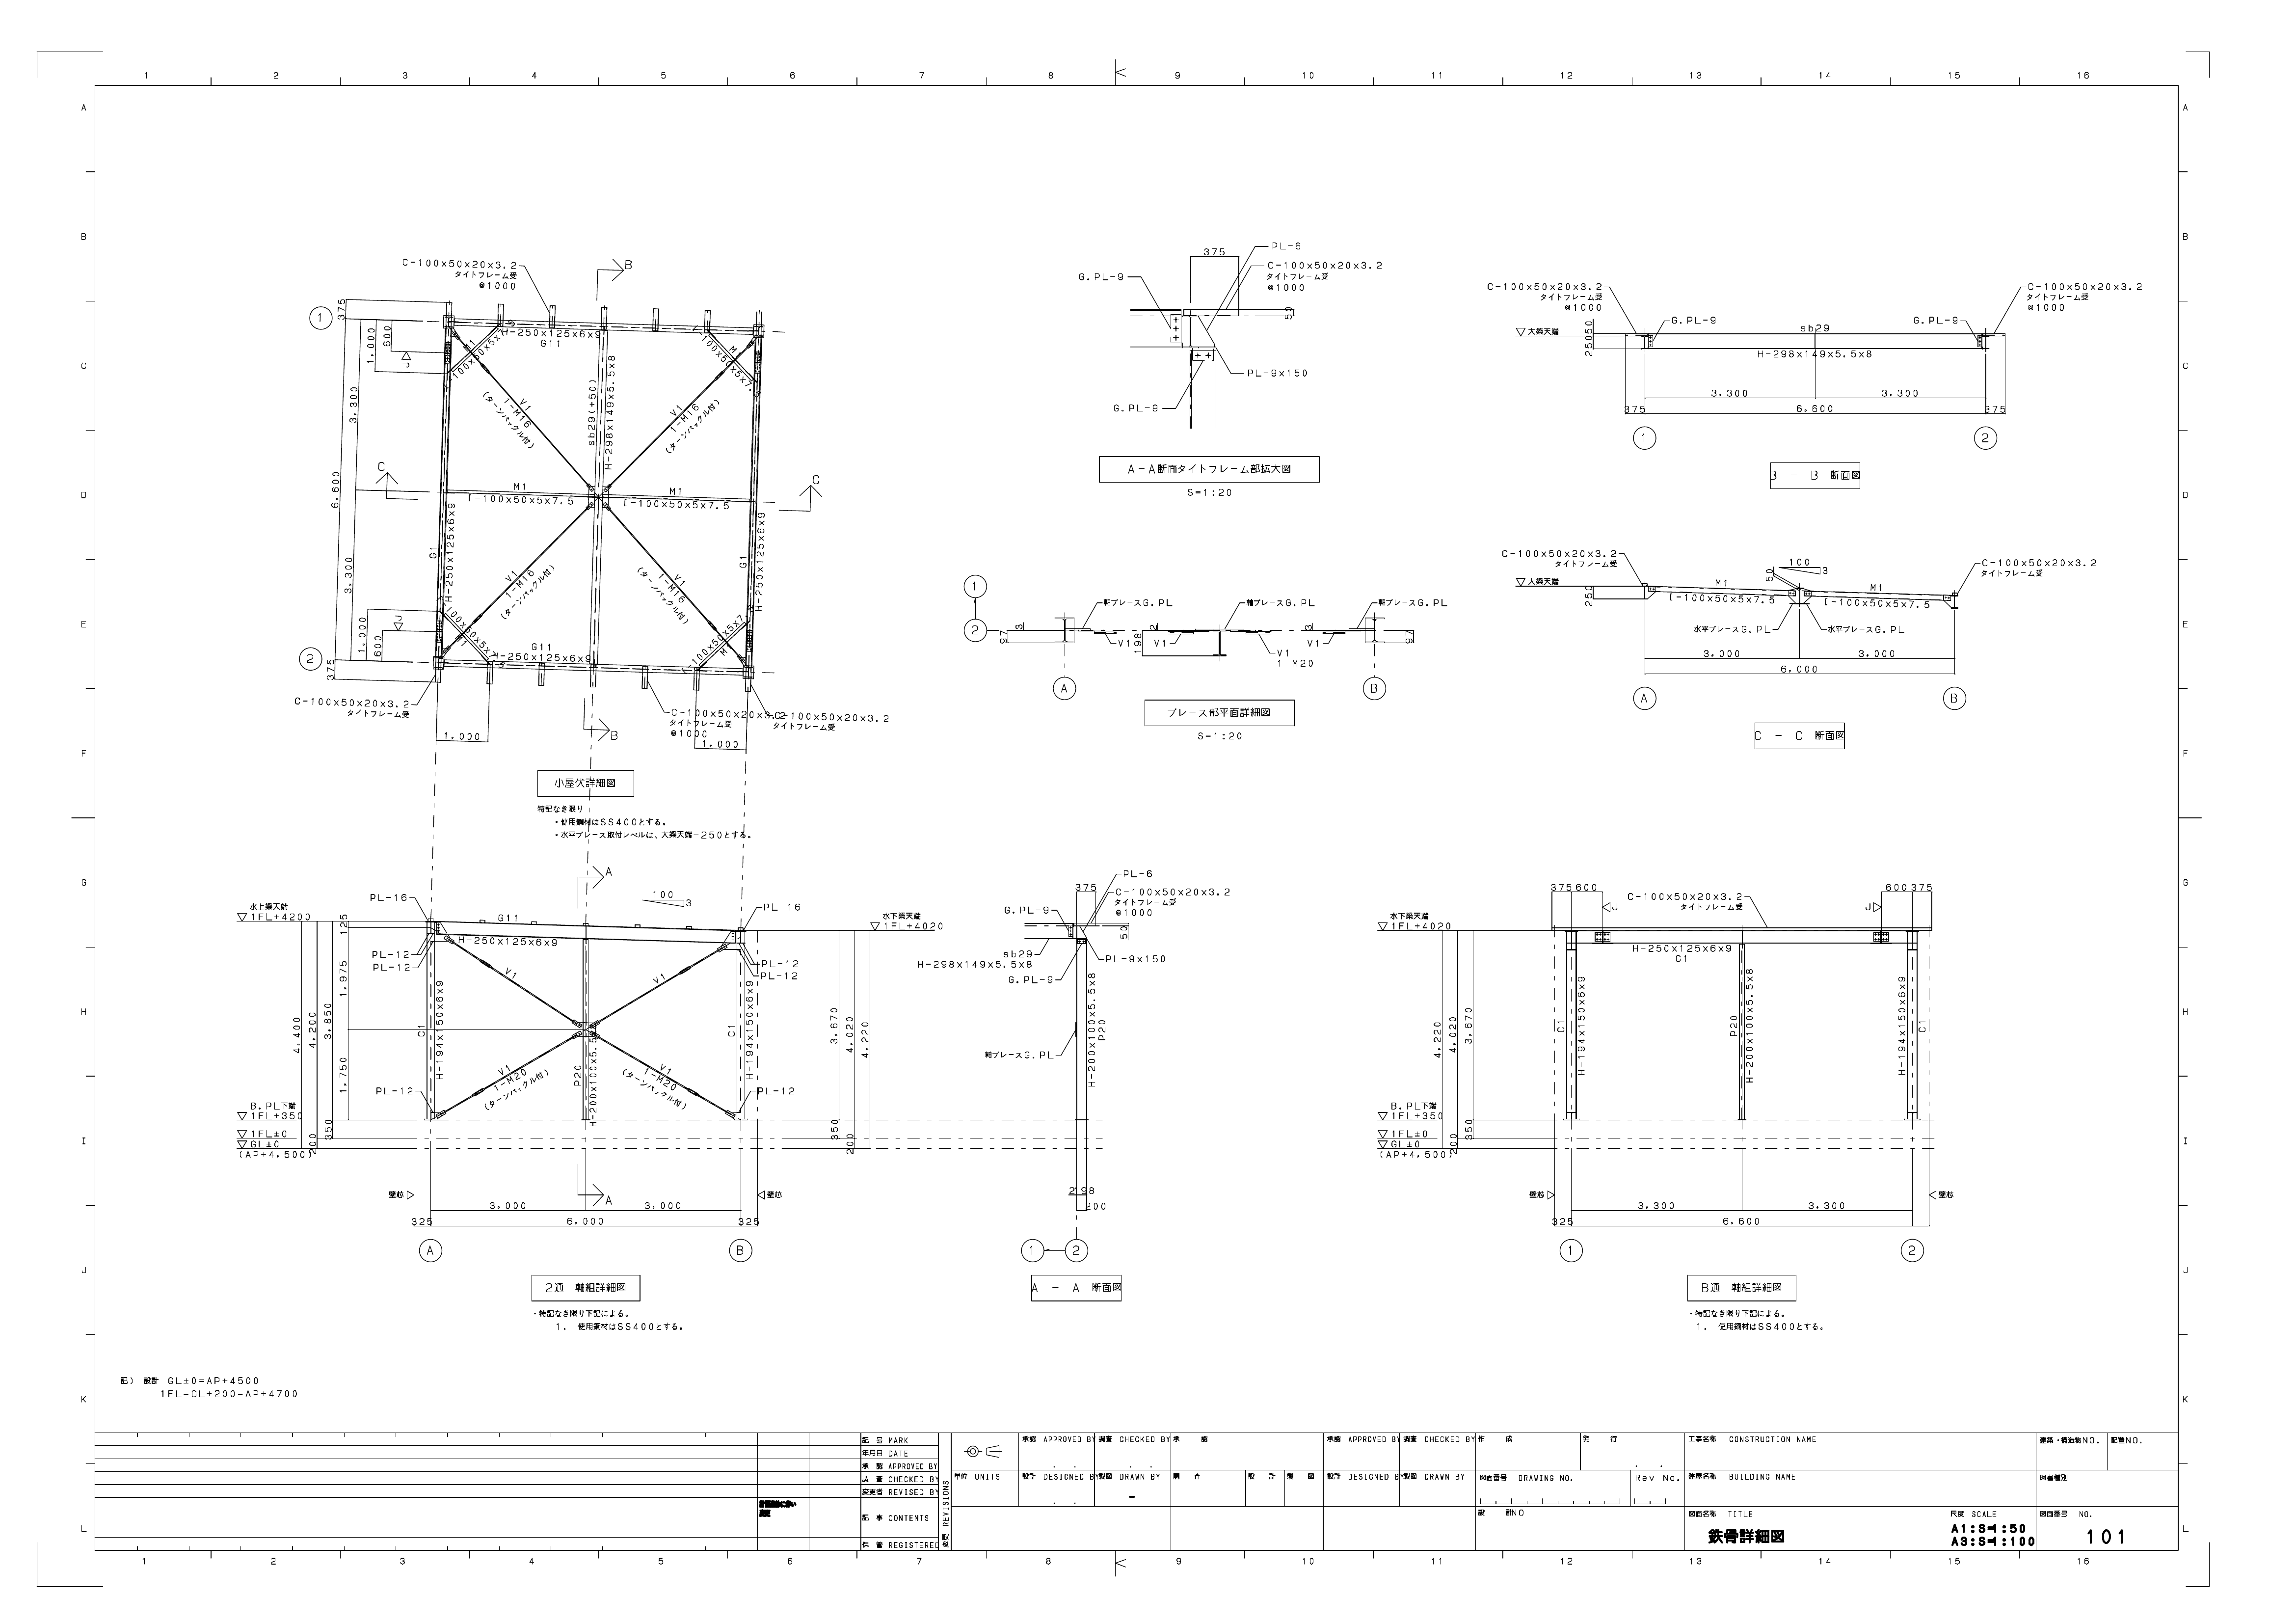 1 2 3 4 5 6 7 8 9 10 11 12 13 14 15 16
A
B
C
D
E
F
G
H
I
J
K
L
C-100x50x20x3.2
タイトフレーム受
@1000
B
1
375
1.000
600
J
H-250x125x6x9
G11
M1
3.300
V1
1-M16
(ターンバックル付)
sb29(+50)
H-298x149x5.5x8
V1
1-M16
(ターンバックル付)
C
6.600
M1
[-100x50x5x7.5
M1
[-100x50x5x7.5
C
G1
H-250x125x6x9
G1
H-250x125x6x9
3.300
V1
1-M16
(ターンバックル付)
V1
1-M16
(ターンバックル付)
1.000
600
J
G11
H-250x125x6x9
[-100x50x5x7.5
M1
2
375
C-100x50x20x3.2
タイトフレーム受
C-100x50x20x3.2
タイトフレーム受
@1000
C-100x50x20x3.2
タイトフレーム受
1.000
B
1.000
小屋伏詳細図
特記なき限り
・使用鋼材はSS400とする。
・水平ブレース取付レベルは、大梁天端-250とする。
375
PL-6
G.PL-9
C-100x50x20x3.2
タイトフレーム受
@1000
50
PL-9x150
G.PL-9
A-A断面タイトフレーム部拡大図
S=1:20
1
2
軸ブレースG.PL
軸ブレースG.PL
軸ブレースG.PL
97
3
V1
198
2
V1
V1
1-M20
3
V1
97
A
B
ブレース部平面詳細図
S=1:20
C-100x50x20x3.2
タイトフレーム受
@1000
C-100x50x20x3.2
タイトフレーム受
@1000
▽大梁天端
250
50
G.PL-9
sb29
G.PL-9
H-298x149x5.5x8
3.300
3.300
375
6.600
375
1
2
B - B 断面図
C-100x50x20x3.2
タイトフレーム受
C-100x50x20x3.2
タイトフレーム受
100
3
50
▽大梁天端
250
M1
M1
[-100x50x5x7.5
[-100x50x5x7.5
水平ブレースG.PL
水平ブレースG.PL
3.000
3.000
6.000
A
B
C - C 断面図
A
PL-16
100
3
PL-16
水上梁天端
▽1FL+4200
125
G11
水下梁天端
▽1FL+4020
H-250x125x6x9
PL-12
PL-12
PL-12
PL-12
V1
V1
1.975
4.400
4.200
3.850
C1
H-194x150x6x9
C1
H-194x150x6x9
3.670
4.020
4.220
1.750
V1
1-M20
(ターンバックル付)
P20
H-200x100x5.5x8
V1
1-M20
(ターンバックル付)
PL-12
PL-12
B.PL下端
▽1FL+350
▽1FL±0
▽GL±0
(AP+4.500)
200
350
350
200
壁芯
A
壁芯
3.000
3.000
325
6.000
325
A
B
2通 軸組詳細図
・特記なき限り下記による。
1. 使用鋼材はSS400とする。
PL-6
375
C-100x50x20x3.2
タイトフレーム受
@1000
G.PL-9
50
sb29
H-298x149x5.5x8
PL-9x150
G.PL-9
P20
H-200x100x5.5x8
軸ブレースG.PL
2
198
200
1
2
A - A 断面図
375 600
C-100x50x20x3.2
タイトフレーム受
600 375
J
J
水下梁天端
▽1FL+4020
H-250x125x6x9
G1
4.220
4.020
3.670
C1
H-194x150x6x9
P20
H-200x100x5.5x8
H-194x150x6x9
C1
B.PL下端
▽1FL+350
▽1FL±0
▽GL±0
(AP+4.500)
200
350
壁芯
壁芯
3.300
3.300
325
6.600
325
1
2
B通 軸組詳細図
・特記なき限り下記による。
1. 使用鋼材はSS400とする。
記) 設計 GL±0=AP+4500
1FL=GL+200=AP+4700
記 号 MARK
年月日 DATE
承 認 APPROVED BY
調 査 CHECKED BY
変更者 REVISED BY
記 事 CONTENTS
保 管 REGISTERED
変更 REVISIONS
単位 UNITS
承認 APPROVED BY
調査 CHECKED BY
承 認
設計 DESIGNED BY
製図 DRAWN BY
-
調 査
設 計
製 図
承認 APPROVED BY
調査 CHECKED BY
設計 DESIGNED BY
製図 DRAWN BY
作 成
発 行
図面番号 DRAWING NO.
Rev No.
工事名称 CONSTRUCTION NAME
建築・構造物NO.
配置NO.
建屋名称 BUILDING NAME
図書種別
図面名称 TITLE
鉄骨詳細図
尺度 SCALE
A1:S=1:50
A3:S=1:100
図面番号 NO.
101
1 2 3 4 5 6 7 8 9 10 11 12 13 14 15 16